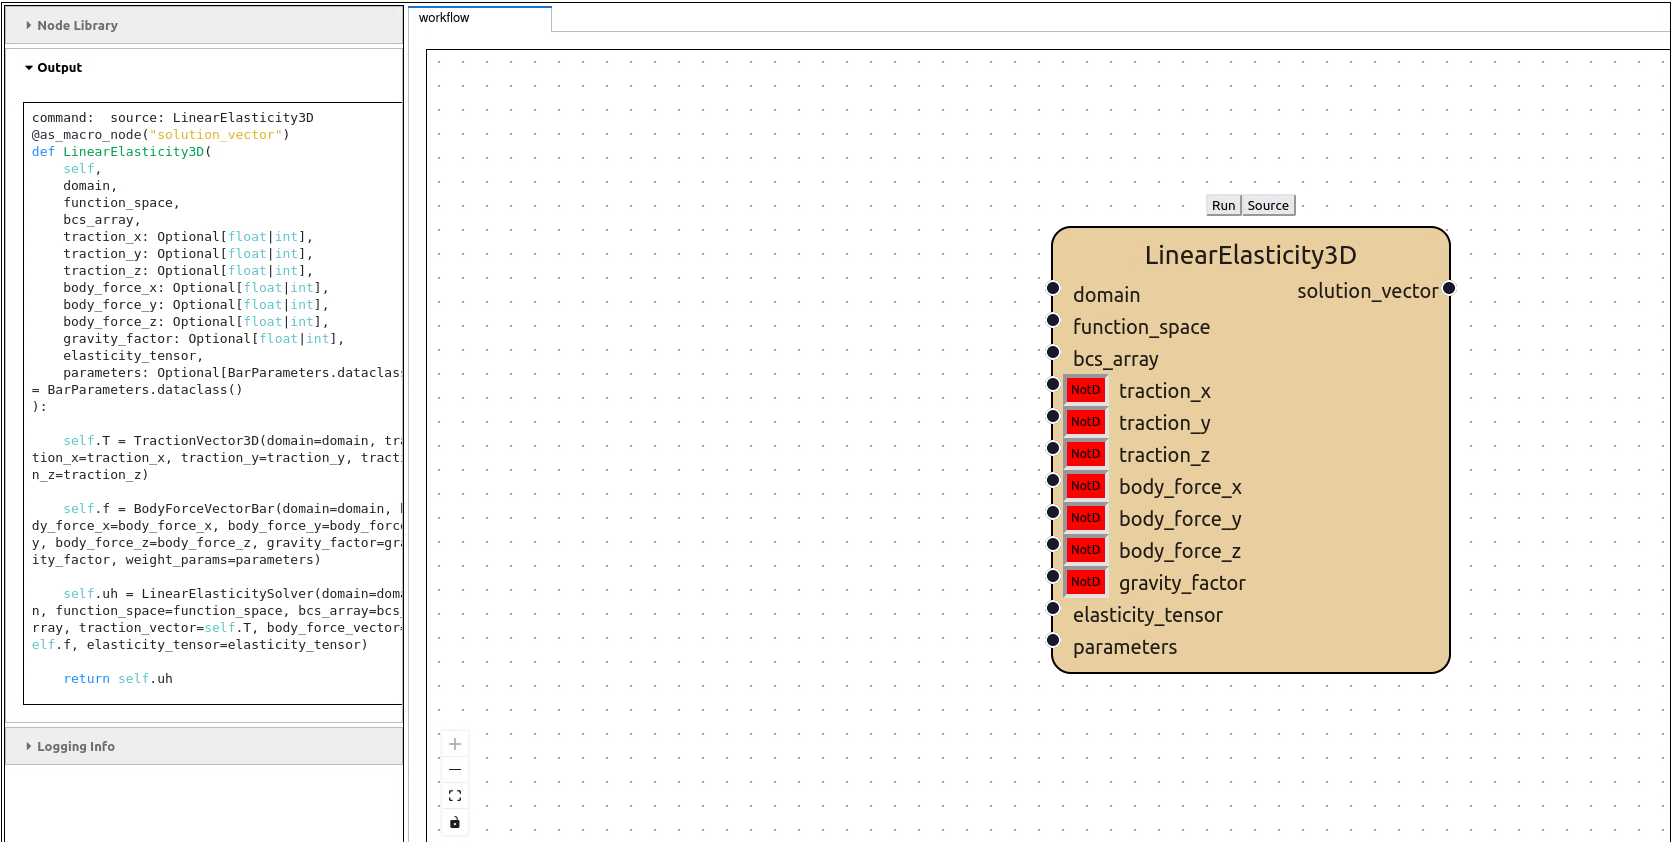 Node Library
Output
command:  source: LinearElasticity3D
@as_macro_node("solution_vector")
def LinearElasticity3D(
    self,
    domain,
    function_space,
    bcs_array,
    traction_x: Optional[float|int],
    traction_y: Optional[float|int],
    traction_z: Optional[float|int],
    body_force_x: Optional[float|int],
    body_force_y: Optional[float|int],
    body_force_z: Optional[float|int],
    gravity_factor: Optional[float|int],
    elasticity_tensor,
    parameters: Optional[BarParameters.dataclas
= BarParameters.dataclass()
):
    self.T = TractionVector3D(domain=domain, tra
tion_x=traction_x, traction_y=traction_y, tracti
n_z=traction_z)
    self.f = BodyForceVectorBar(domain=domain,
dy_force_x=body_force_x, body_force_y=body_force
y, body_force_z=body_force_z, gravity_factor=gra
ity_factor, weight_params=parameters)
    self.uh = LinearElasticitySolver(domain=doma
n, function_space=function_space, bcs_array=bcs_
rray, traction_vector=self.T, body_force_vector=
elf.f, elasticity_tensor=elasticity_tensor)
    return self.uh
Logging Info
workflow
Run Source
LinearElasticity3D
domain
solution_vector
function_space
bcs_array
NotD traction_x
NotD traction_y
NotD traction_z
NotD body_force_x
NotD body_force_y
NotD body_force_z
NotD gravity_factor
elasticity_tensor
parameters